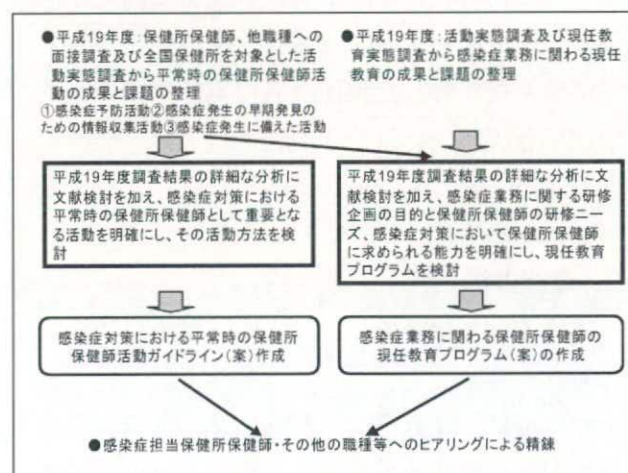 ●平成19年度:保健所保健師、他職種への
面接調査及び全国保健所を対象とした活
動実態調査から平常時の保健所保健師活
動の成果と課題の整理
①感染症予防活動②感染症発生の早期発見の
ための情報収集活動③感染症発生に備えた活動
●平成19年度:活動実態調査及び現任教
育実態調査から感染症業務に関わる現任
教育の成果と課題の整理
平成19年度調査結果の詳細な分析に
文献検討を加え、感染症対策における
平常時の保健所保健師として重要とな
る活動を明確にし、その活動方法を検
討
平成19年度調査結果の詳細な分析に文
献検討を加え、感染症業務に関する研修
企画の目的と保健所保健師の研修ニー
ズ、感染症対策において保健所保健師
に求められる能力を明確にし、現任教育
プログラムを検討
感染症対策における平常時の保健所
保健師活動ガイドライン(案)作成
感染症業務に関わる保健所保健師の
現任教育プログラム(案)の作成
●感染症担当保健所保健師・その他の職種等へのヒアリングによる精錬